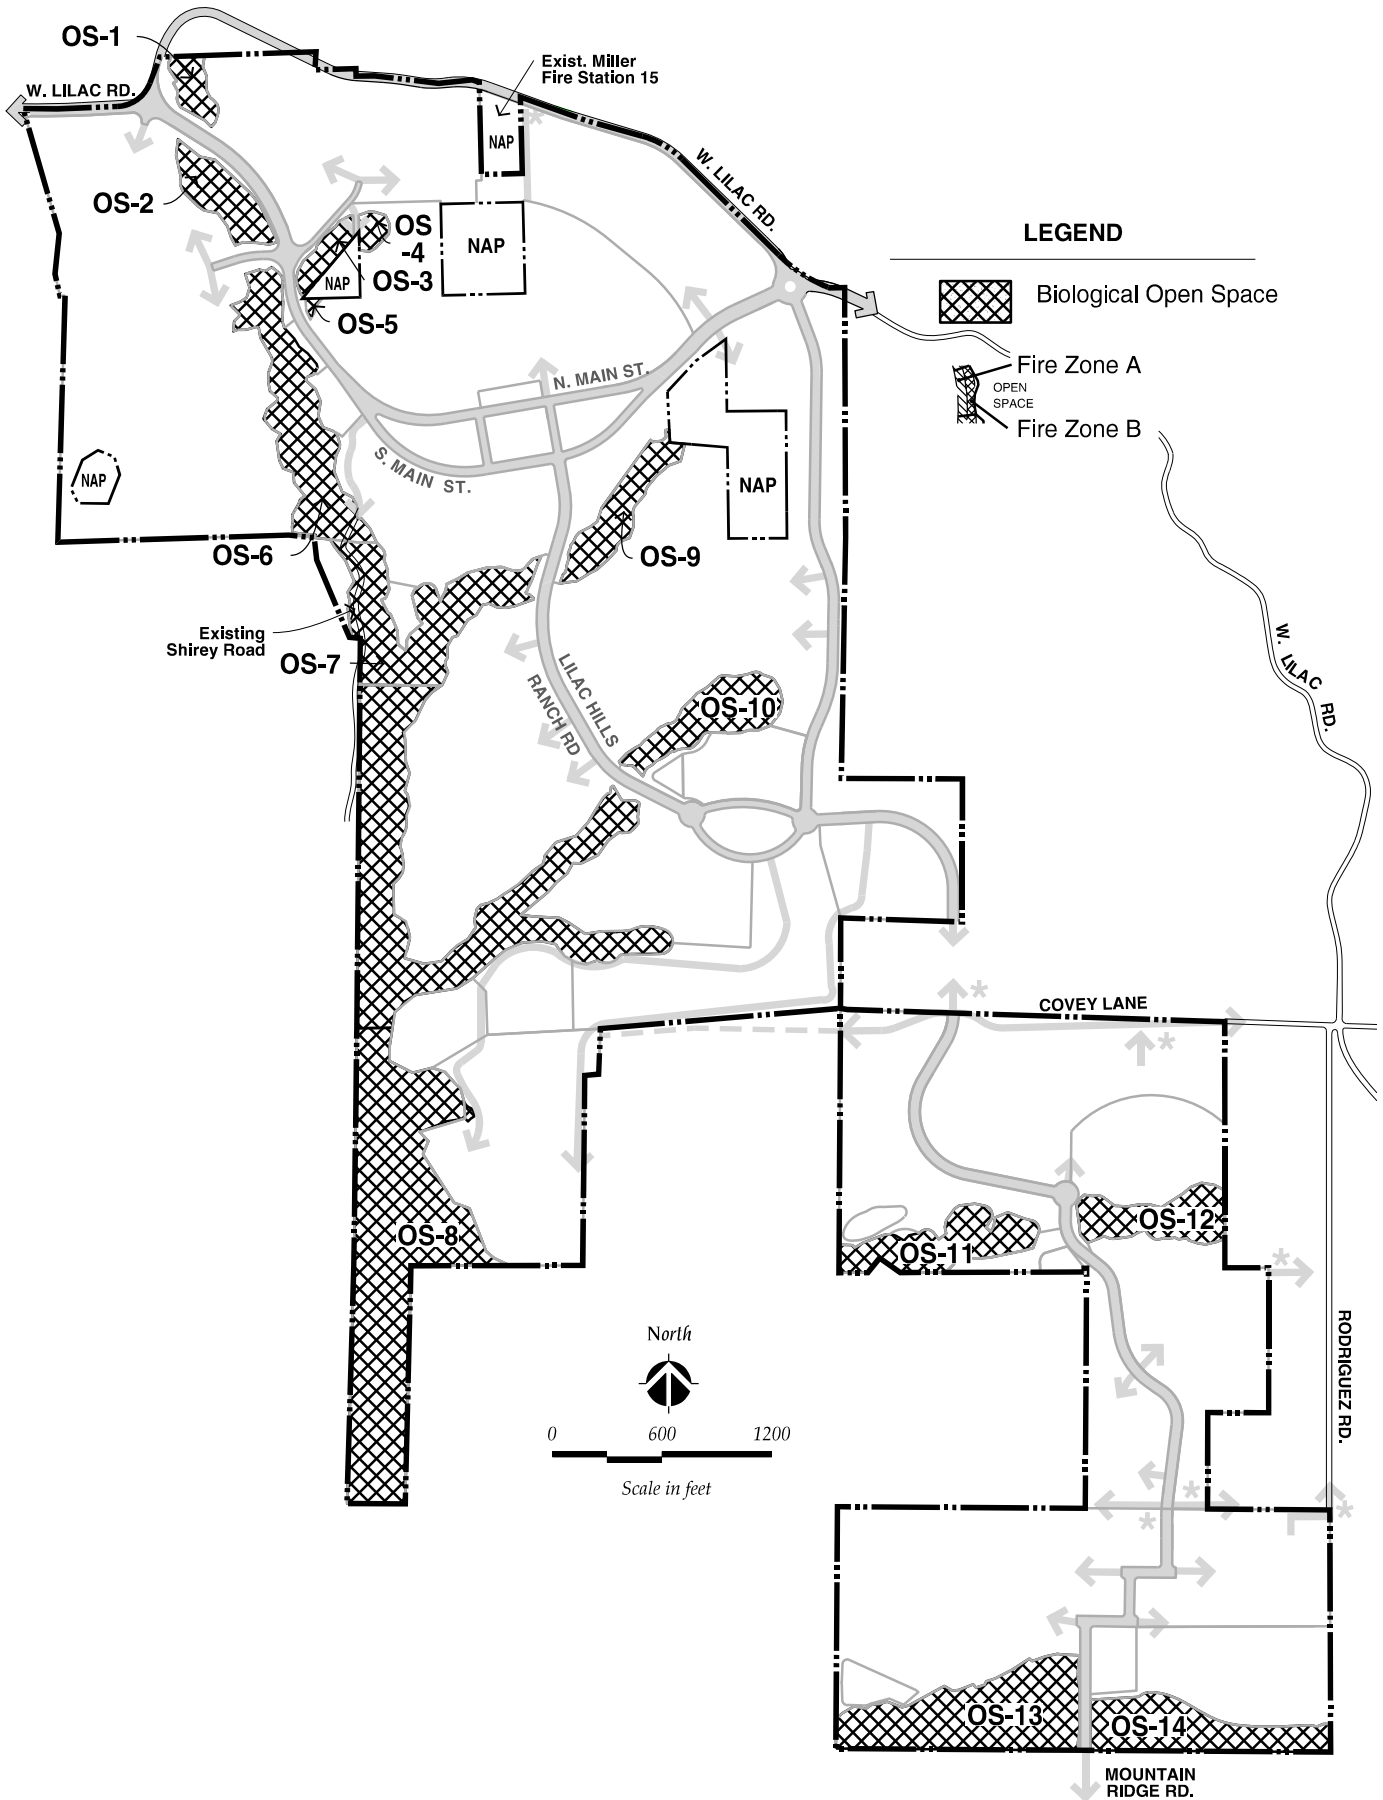 OS-1
Exist. Miller
Fire Station 15
W. LILAC RD.
NAP
*
W. LILAC RD.
OS-2
OS
-4
NAP
LEGEND
OS-3
NAP
Biological Open Space
OS-5
Fire Zone A
OPEN
SPACE
Fire Zone B
N. MAIN ST.
S. MAIN ST.
NAP
NAP
OS-6
OS-9
Existing
Shirey Road
OS-7
W. LILAC RD.
LILAC HILLS
RANCH RD
OS-10
*
COVEY LANE
*
OS-8
OS-11
OS-12
*
North
0 600 1200
Scale in feet
RODRIGUEZ RD.
*
*
*
OS-13
OS-14
MOUNTAIN
RIDGE RD.